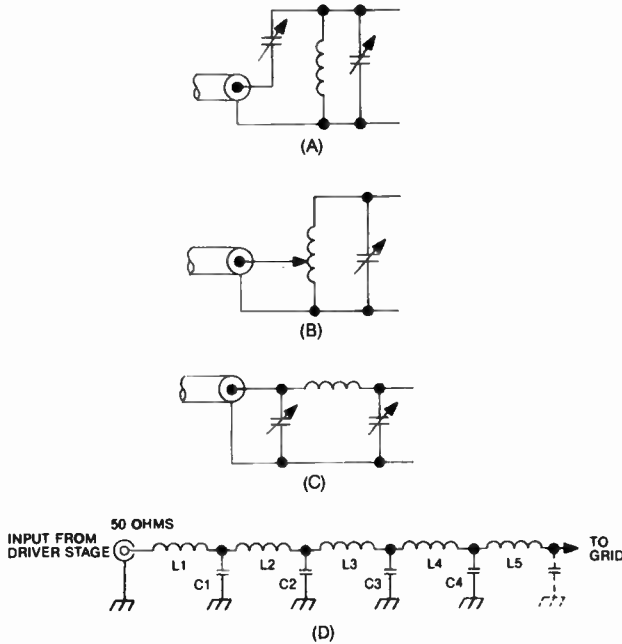 (A)
(B)
(C)
50 OHMS
INPUT FROM
DRIVER STAGE
TO
GRID
L1
L2
L3
L4
L5
C1
C2
C3
C4
(D)